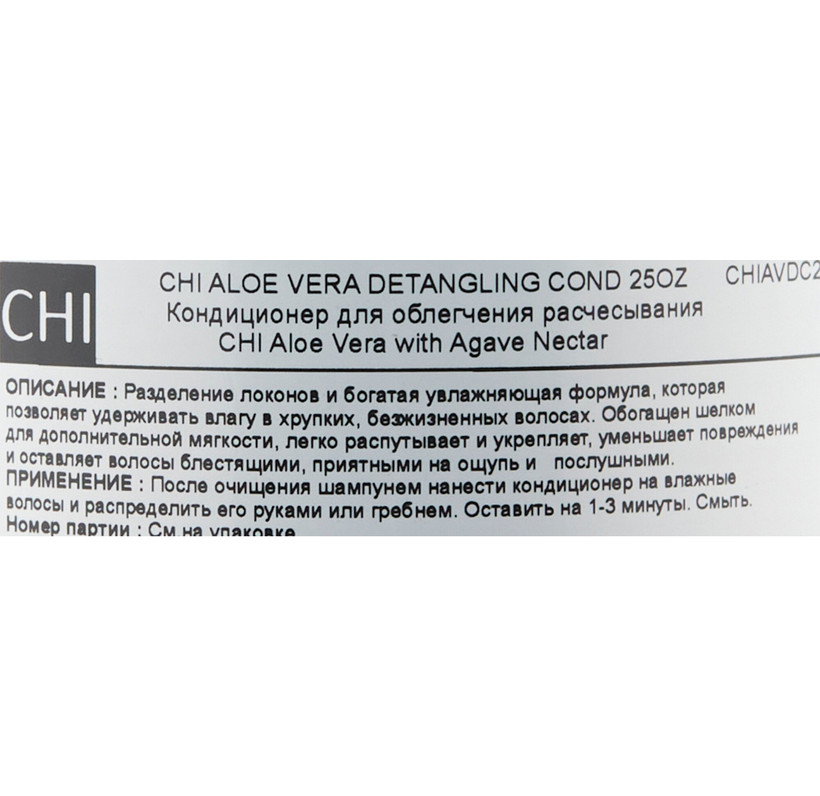 CHI
CHI ALOE VERA DETANGLING COND 25OZ CHIAVDC2
Кондиционер для облегчения расчесывания
CHI Aloe Vera with Agave Nectar
ОПИСАНИЕ : Разделение локонов и богатая увлажняющая формула, которая
позволяет удерживать влагу в хрупких, безжизненных волосах. Обогащен шелком
для дополнительной мягкости, легко распутывает и укрепляет, уменьшает повреждения
и оставляет волосы блестящими, приятными на ощупь и послушными.
ПРИМЕНЕНИЕ : После очищения шампунем нанести кондиционер на влажные
волосы и распределить его руками или гребнем. Оставить на 1-3 минуты. Смыть.
Номер партии : См.на упаковке